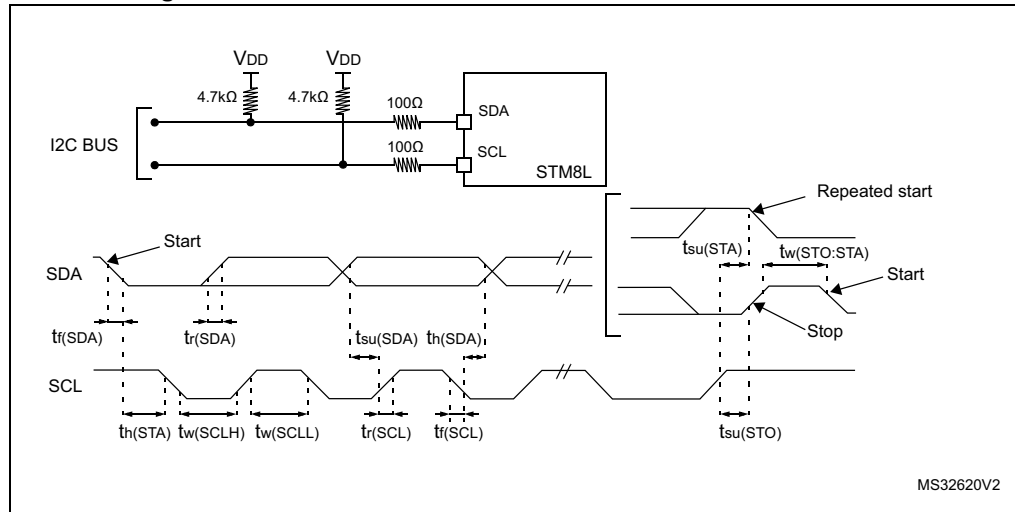 VDD VDD
4.7kΩ 4.7kΩ 100Ω
SDA
I2C BUS
100Ω
SCL
STM8L
Repeated start
Start
tsu(STA) tw(STO:STA)
SDA
Start
Stop
tf(SDA) tr(SDA) tsu(SDA) th(SDA)
SCL
th(STA) tw(SCLH) tw(SCLL) tr(SCL) tf(SCL) tsu(STO)
MS32620V2